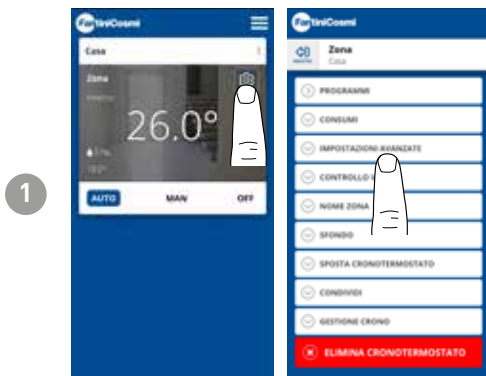 1
FantiniCosmi
Casa
Zona
26.0°
AUTO MAN OFF
FantiniCosmi
Zona
Casa
PROGRAMMI
CONSUMI
IMPOSTAZIONI AVANZATE
CONTROLLO
NOME ZONA
SFONDO
SPOSTA CRONOTERMOSTATO
CONDIVIDI
GESTIONE CRONO
ELIMINA CRONOTERMOSTATO